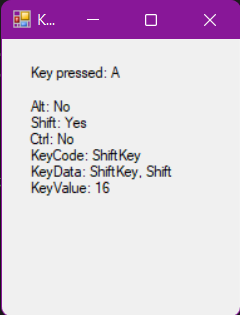 K...
Key pressed: A
Alt: No
Shift: Yes
Ctrl: No
KeyCode: ShiftKey
KeyData: ShiftKey, Shift
KeyValue: 16